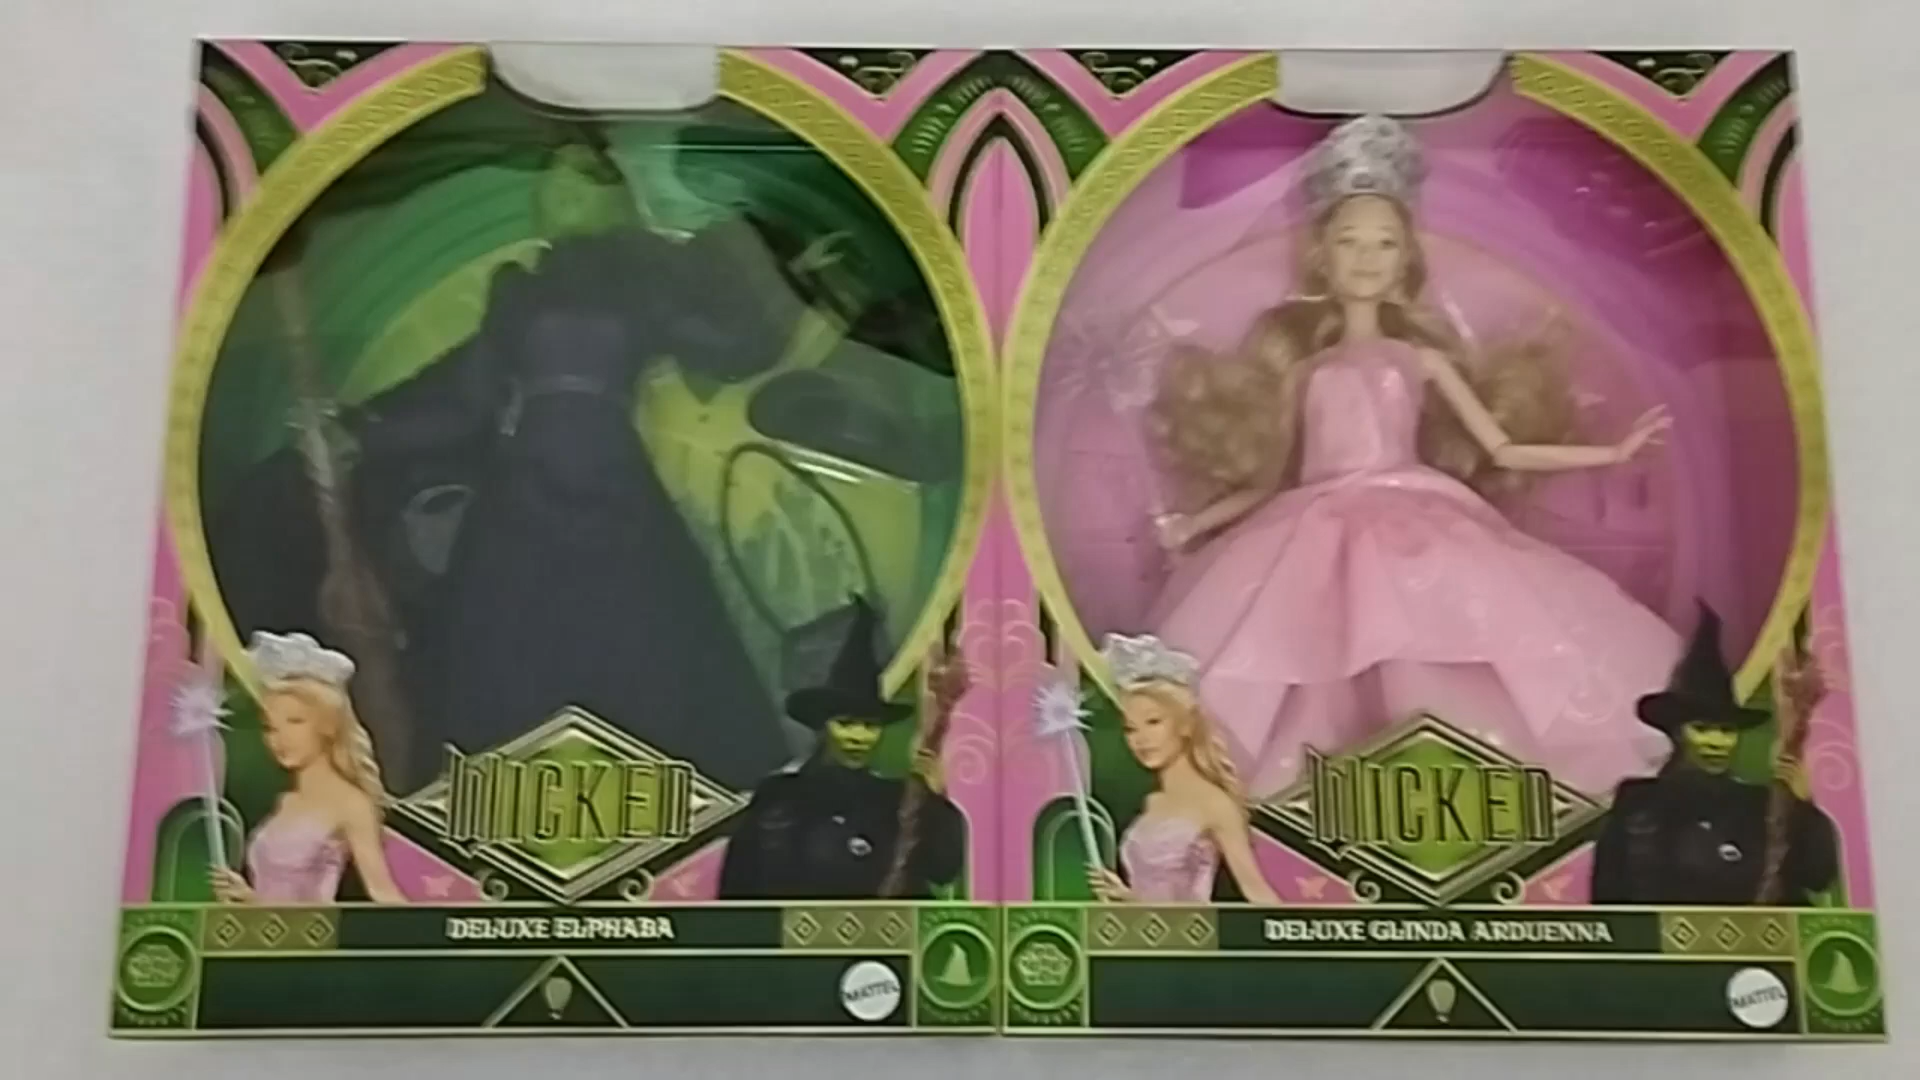 WICKED
DELUXE ELPHABA
MATTEL
WICKED
DELUXE GLINDA ARDUENNA
MATTEL